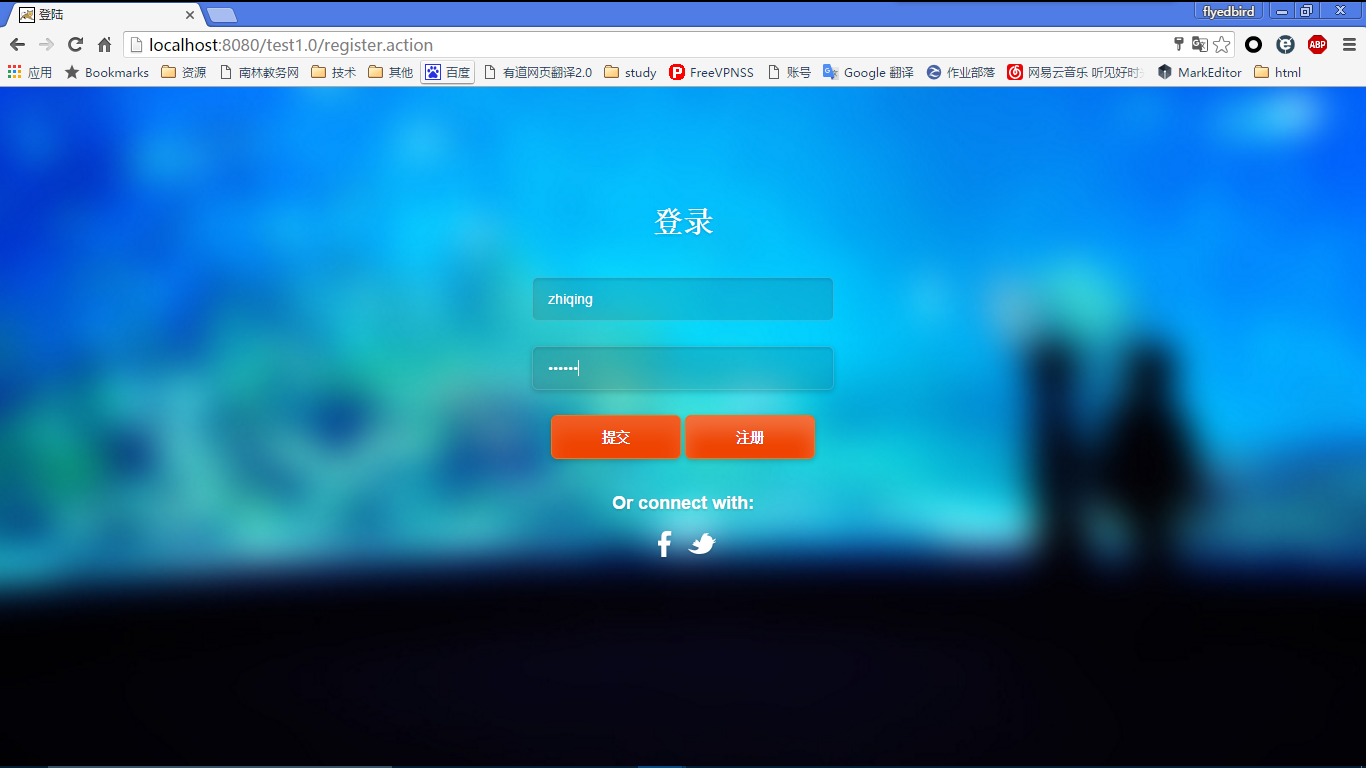 登陆
flyedbird
localhost:8080/test1.0/register.action
ABP
应用 Bookmarks 资源 南林教务网 技术 其他 百度 有道网页翻译2.0 study FreeVPNSS 账号 Google 翻译 作业部落 网易云音乐 听见好时 MarkEditor html
登录
zhiqing
••••••
提交 注册
Or connect with: